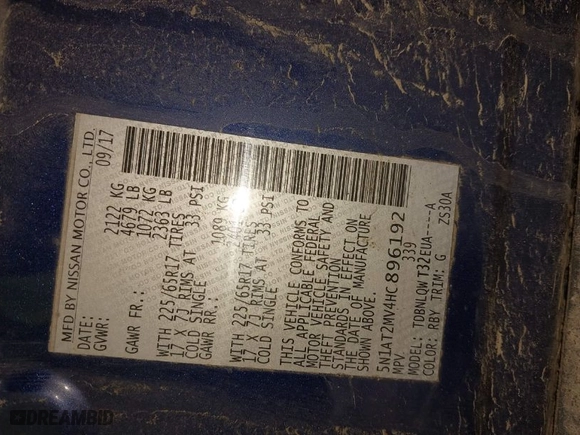 MFD BY NISSAN MOTOR CO., LTD.
DATE: 09/17
GVWR: 2122 KG
4679 LB
GAWR FR.: 1072 KG
2363 LB
WITH 225/65R17 TIRES
17 X 7J RIMS AT 33 PSI
COLD SINGLE
GAWR RR.: 1089 KG
WITH 225/65R17 TIRES
17 X 7J RIMS AT 33 PSI
COLD SINGLE
THIS VEHICLE CONFORMS TO
ALL APPLICABLE FEDERAL
MOTOR VEHICLE SAFETY AND
THEFT PREVENTION
STANDARDS IN EFFECT ON
THE DATE OF MANUFACTURE
SHOWN ABOVE.
5N1AT2MV4HC896192
MPV 339
MODEL: TDBNLQWT32EUA----A
COLOR: RBY TRIM: G ZS30A
DREAMBID